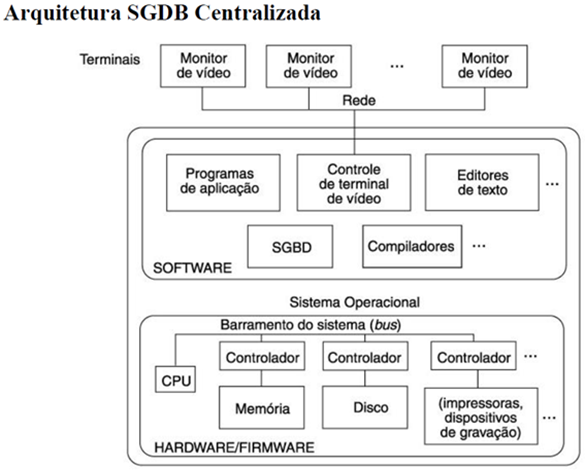 Arquitetura SGDB Centralizada
Terminais
Monitor
de vídeo
Monitor
de vídeo
...
Monitor
de vídeo
Rede
Programas
de aplicação
Controle
de terminal
de vídeo
Editores
de texto
...
SGBD
Compiladores
...
SOFTWARE
Sistema Operacional
Barramento do sistema (bus)
CPU
Controlador
Controlador
Controlador
...
Memória
Disco
(impressoras,
dispositivos
de gravação)
...
HARDWARE/FIRMWARE